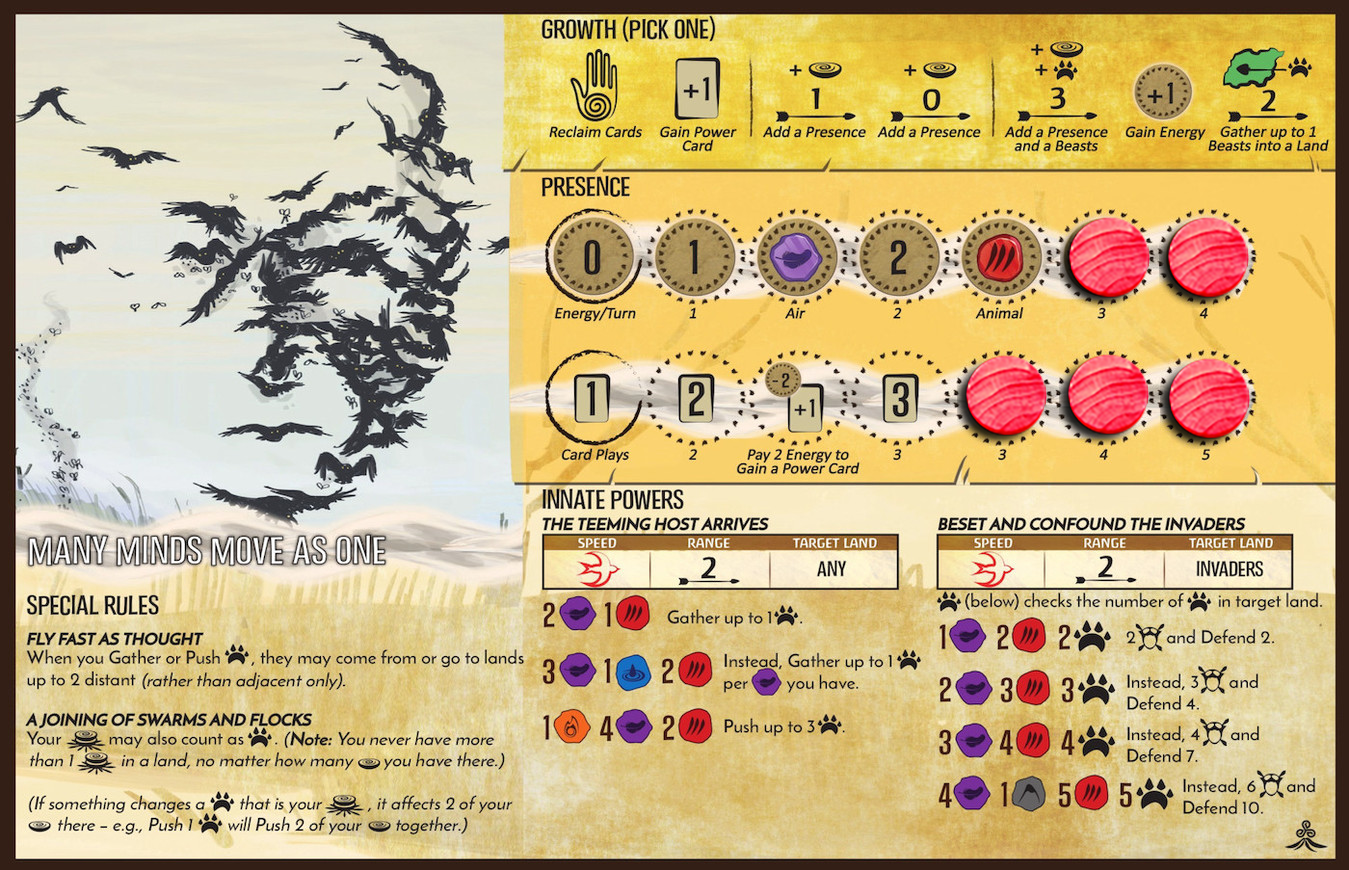 GROWTH (PICK ONE)
+1
+
1
+
0
+
+
3
+1
2
Reclaim Cards
Gain Power
Card
Add a Presence
Add a Presence
Add a Presence
and a Beasts
Gain Energy
Gather up to 1
Beasts into a Land
PRESENCE
0
1
2
Energy/Turn
1
Air
2
Animal
3
4
1
2
-2
+1
3
Card Plays
2
Pay 2 Energy to
Gain a Power Card
3
3
4
5
MANY MINDS MOVE AS ONE
SPECIAL RULES
FLY FAST AS THOUGHT
When you Gather or Push , they may come from or go to lands
up to 2 distant (rather than adjacent only).
A JOINING OF SWARMS AND FLOCKS
Your may also count as . (Note: You never have more
than 1 in a land, no matter how many you have there.)
(If something changes a that is your , it affects 2 of your
there – e.g., Push 1 will Push 2 of your together.)
INNATE POWERS
THE TEEMING HOST ARRIVES
SPEED RANGE TARGET LAND
2 ANY
2 1 Gather up to 1 .
3 1 2 Instead, Gather up to 1
per you have.
1 4 2 Push up to 3 .
BESET AND CONFOUND THE INVADERS
SPEED RANGE TARGET LAND
2 INVADERS
(below) checks the number of in target land.
1 2 2 2 and Defend 2.
2 3 3 Instead, 3 and
Defend 4.
3 4 4 Instead, 4 and
Defend 7.
4 1 5 5 Instead, 6 and
Defend 10.